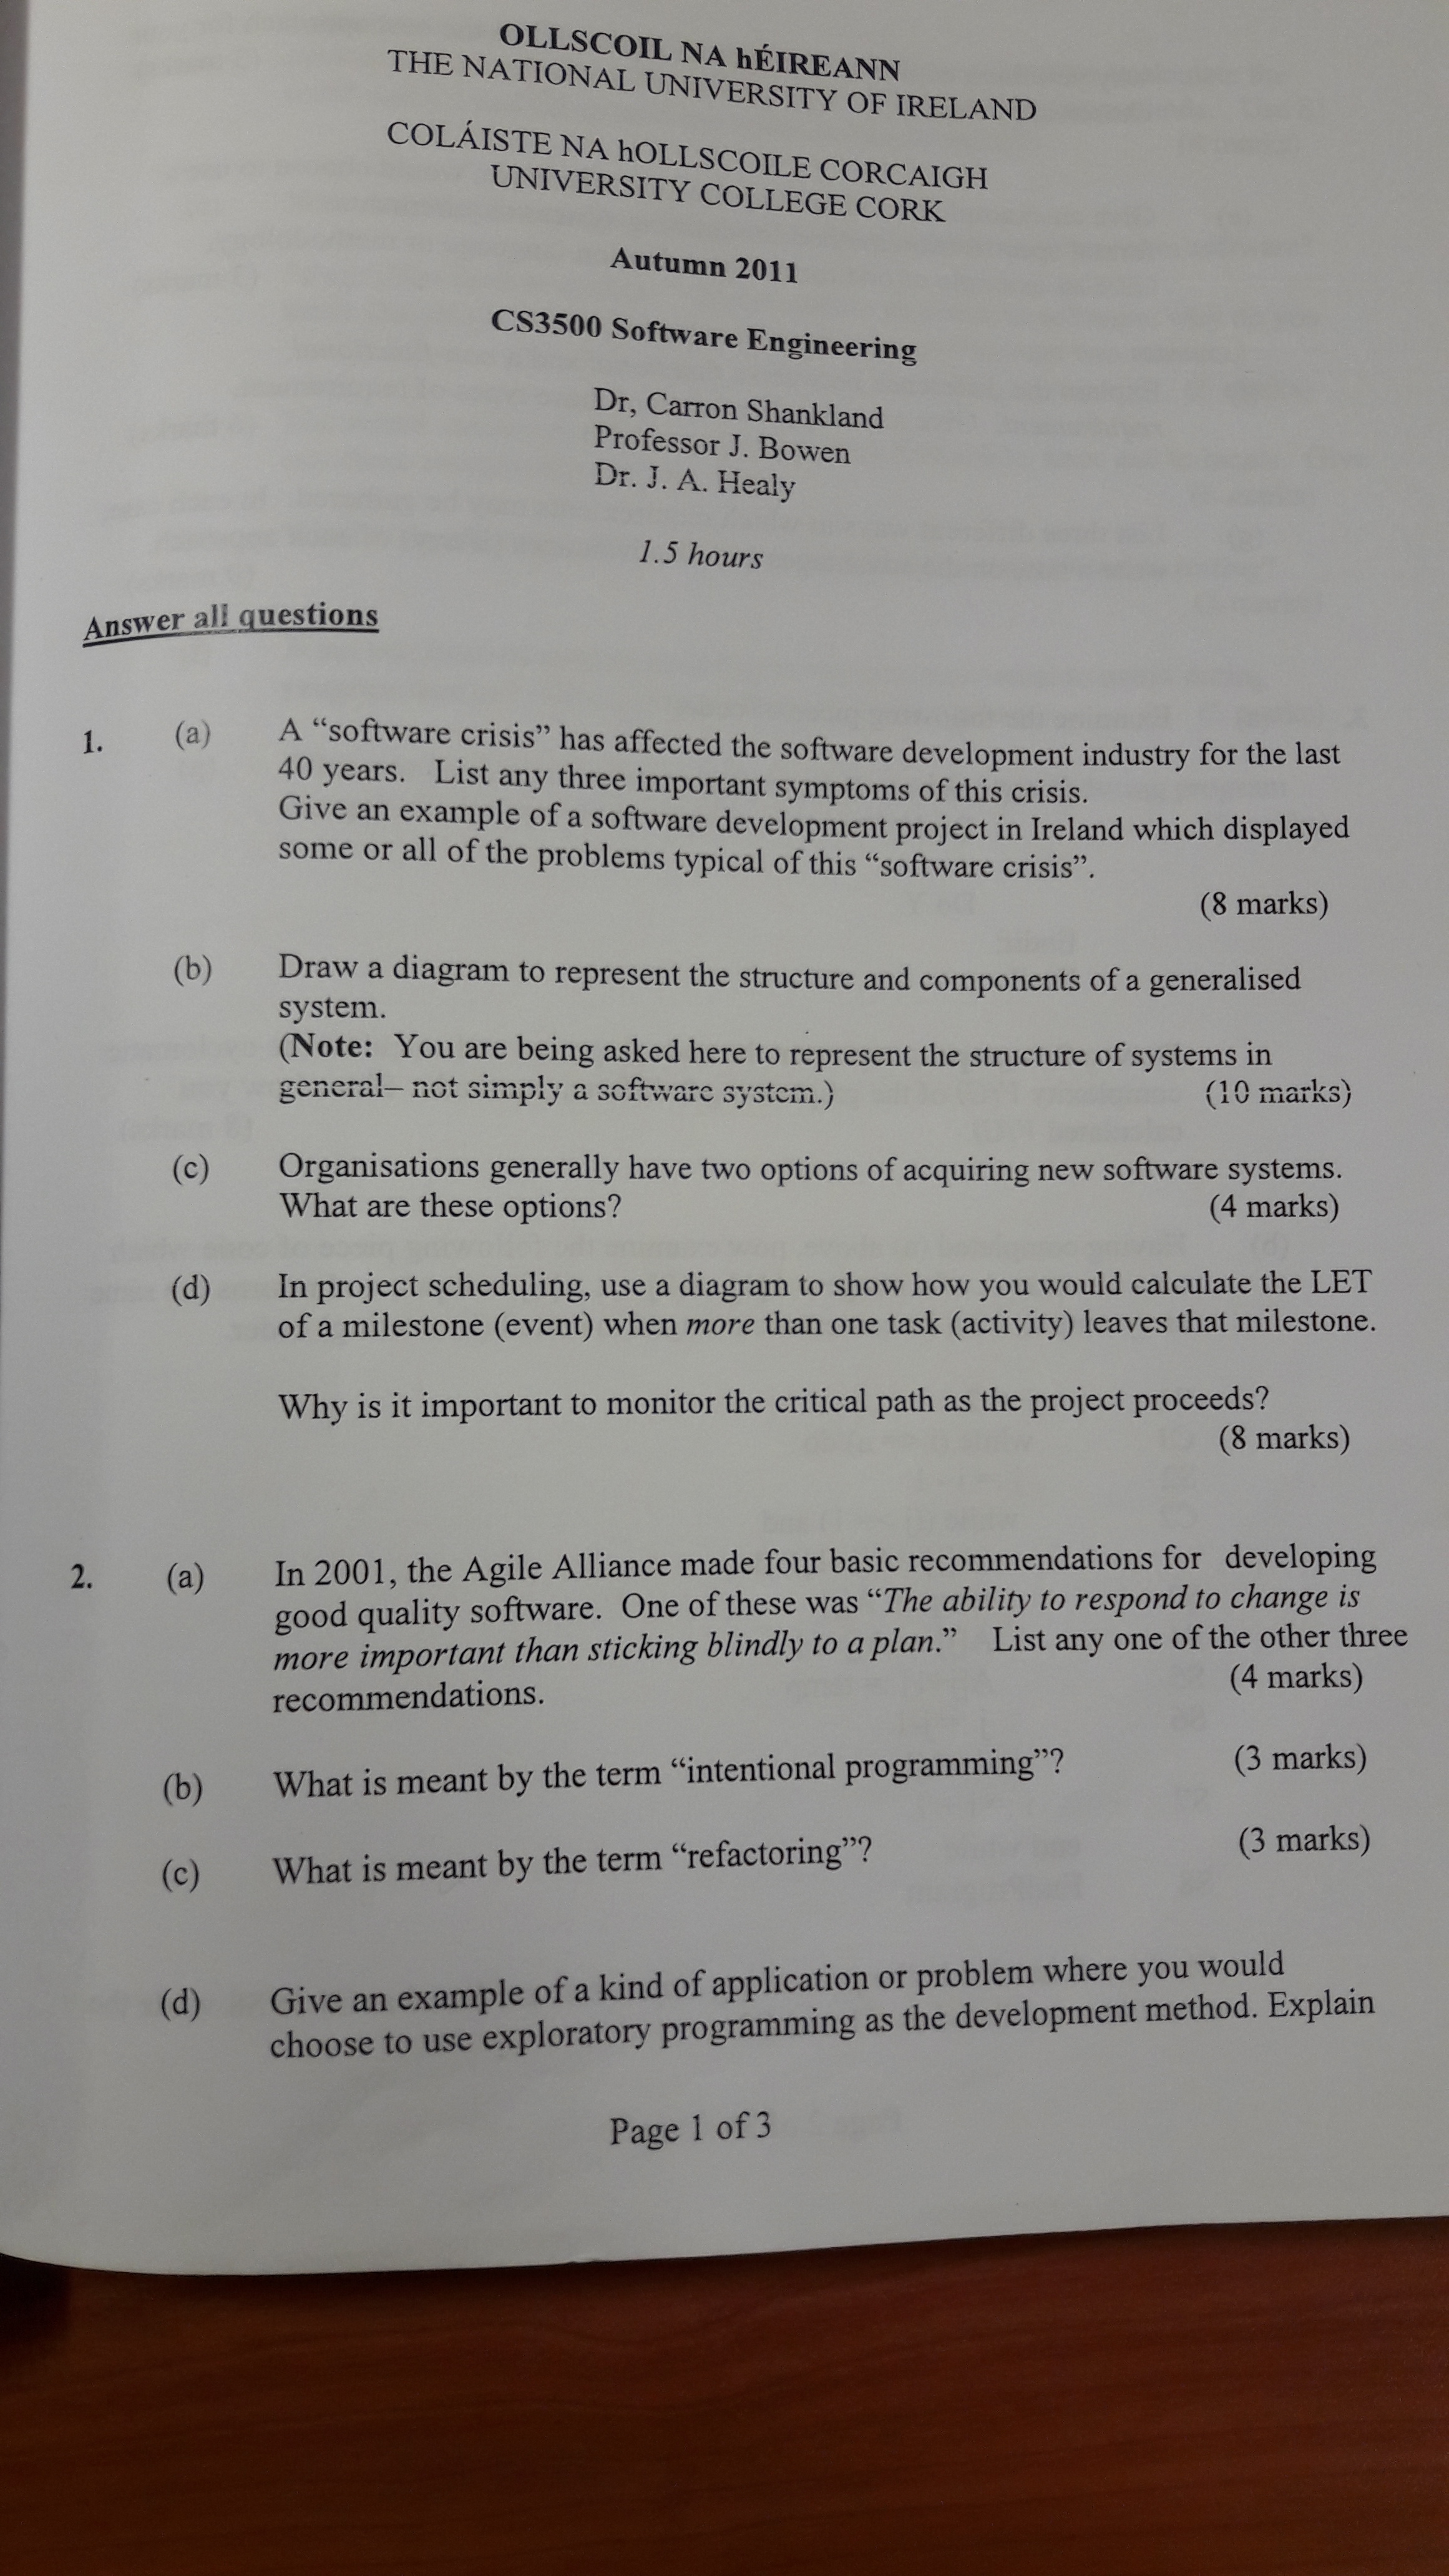 OLLSCOIL NA hÉIREANN
THE NATIONAL UNIVERSITY OF IRELAND
COLÁISTE NA hOLLSCOILE CORCAIGH
UNIVERSITY COLLEGE CORK
Autumn 2011
CS3500 Software Engineering
Dr, Carron Shankland
Professor J. Bowen
Dr. J. A. Healy
1.5 hours
Answer all questions
1. (a) A “software crisis” has affected the software development industry for the last
40 years. List any three important symptoms of this crisis.
Give an example of a software development project in Ireland which displayed
some or all of the problems typical of this “software crisis”.
(8 marks)
(b) Draw a diagram to represent the structure and components of a generalised
system.
(Note: You are being asked here to represent the structure of systems in
general– not simply a software system.) (10 marks)
(c) Organisations generally have two options of acquiring new software systems.
What are these options? (4 marks)
(d) In project scheduling, use a diagram to show how you would calculate the LET
of a milestone (event) when more than one task (activity) leaves that milestone.
Why is it important to monitor the critical path as the project proceeds?
(8 marks)
2. (a) In 2001, the Agile Alliance made four basic recommendations for developing
good quality software. One of these was “The ability to respond to change is
more important than sticking blindly to a plan.” List any one of the other three
recommendations. (4 marks)
(b) What is meant by the term “intentional programming”? (3 marks)
(c) What is meant by the term “refactoring”? (3 marks)
(d) Give an example of a kind of application or problem where you would
choose to use exploratory programming as the development method. Explain
Page 1 of 3